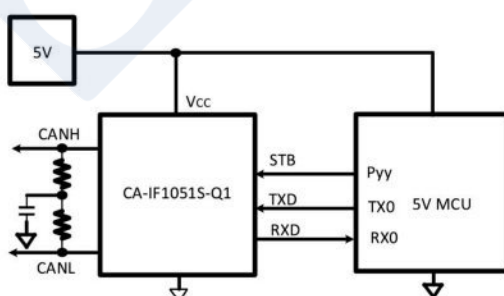 5V
Vcc
CANH
STB
Pyy
CA-IF1051S-Q1
TXD
TX0
5V MCU
RXD
RX0
CANL